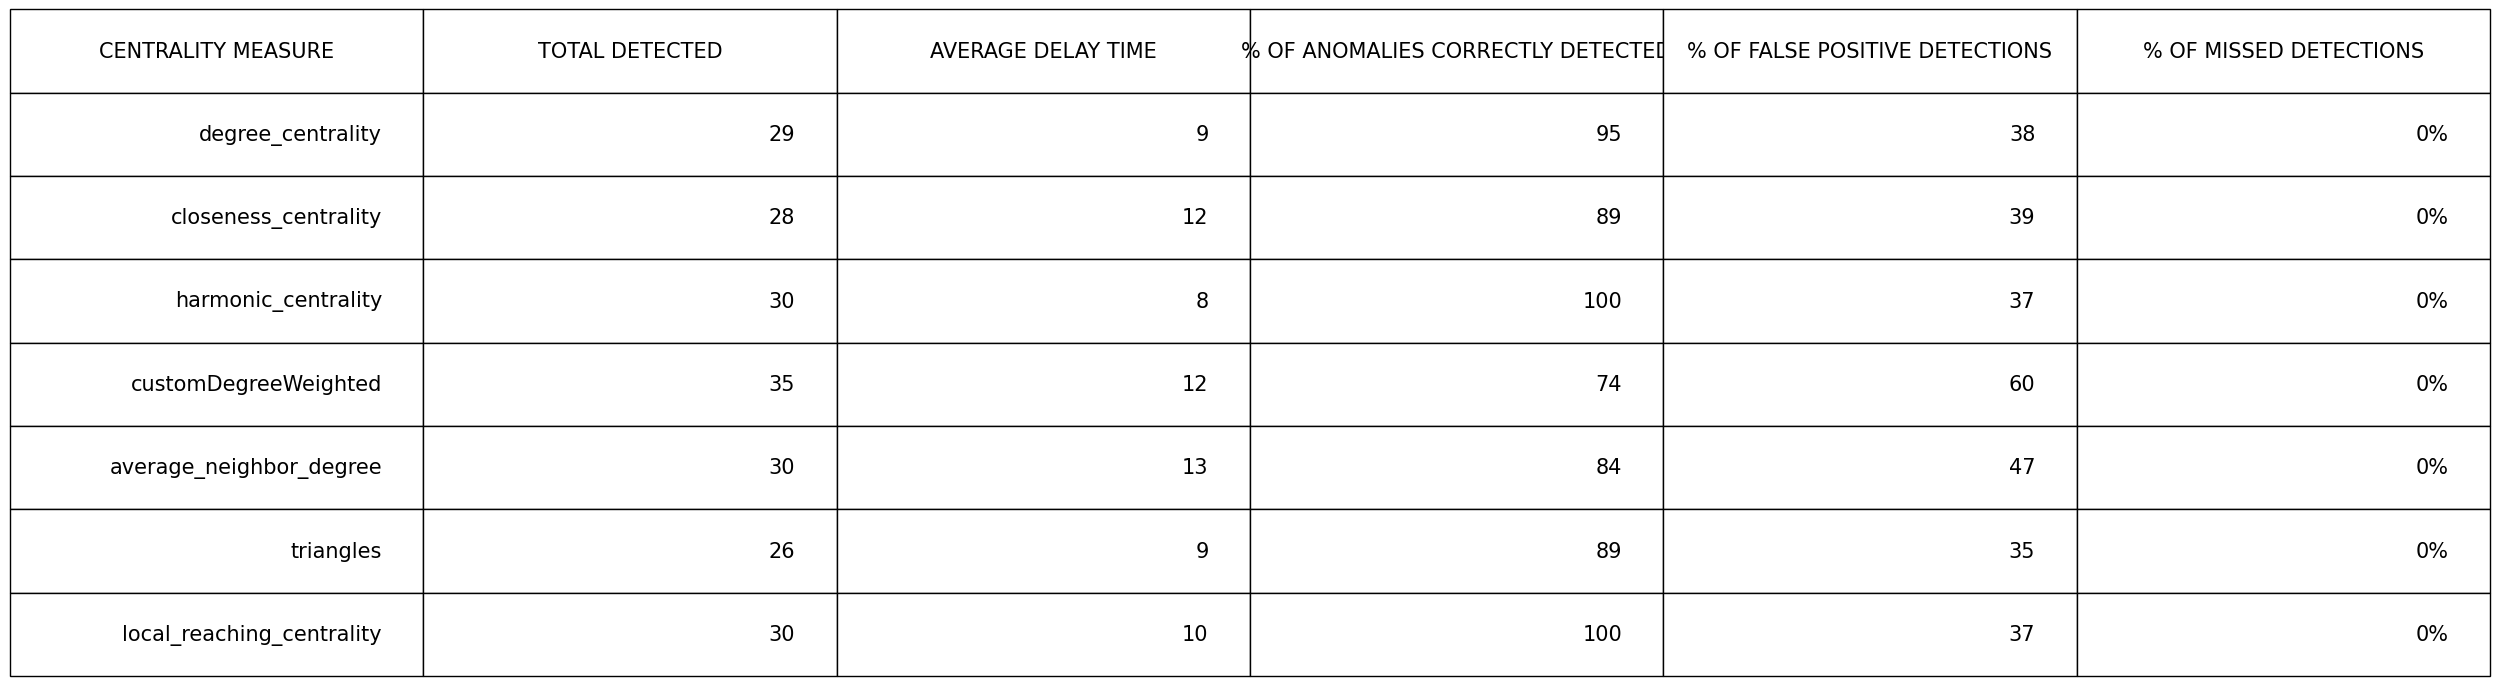 CENTRALITY MEASURE TOTAL DETECTED AVERAGE DELAY TIME % OF ANOMALIES CORRECTLY DETECTED % OF FALSE POSITIVE DETECTIONS % OF MISSED DETECTIONS
degree_centrality 29 9 95 38 0%
closeness_centrality 28 12 89 39 0%
harmonic_centrality 30 8 100 37 0%
customDegreeWeighted 35 12 74 60 0%
average_neighbor_degree 30 13 84 47 0%
triangles 26 9 89 35 0%
local_reaching_centrality 30 10 100 37 0%